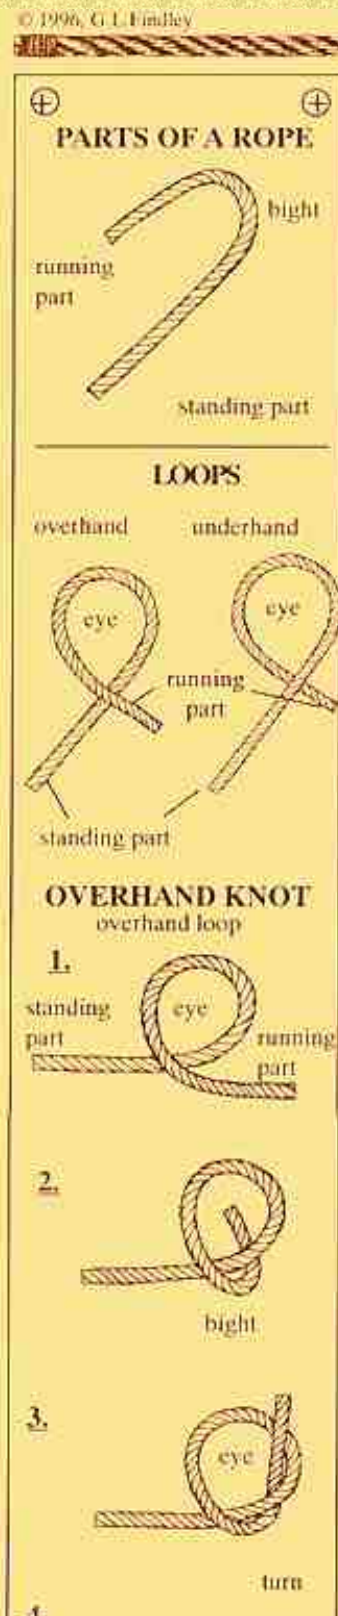 © 1996, G.L. Findley
PARTS OF A ROPE
bight
running
part
standing part
LOOPS
overhand underhand
eye eye
running
part
standing part
OVERHAND KNOT
overhand loop
1.
standing eye
part running
part
2.
bight
3.
eye
turn
4.